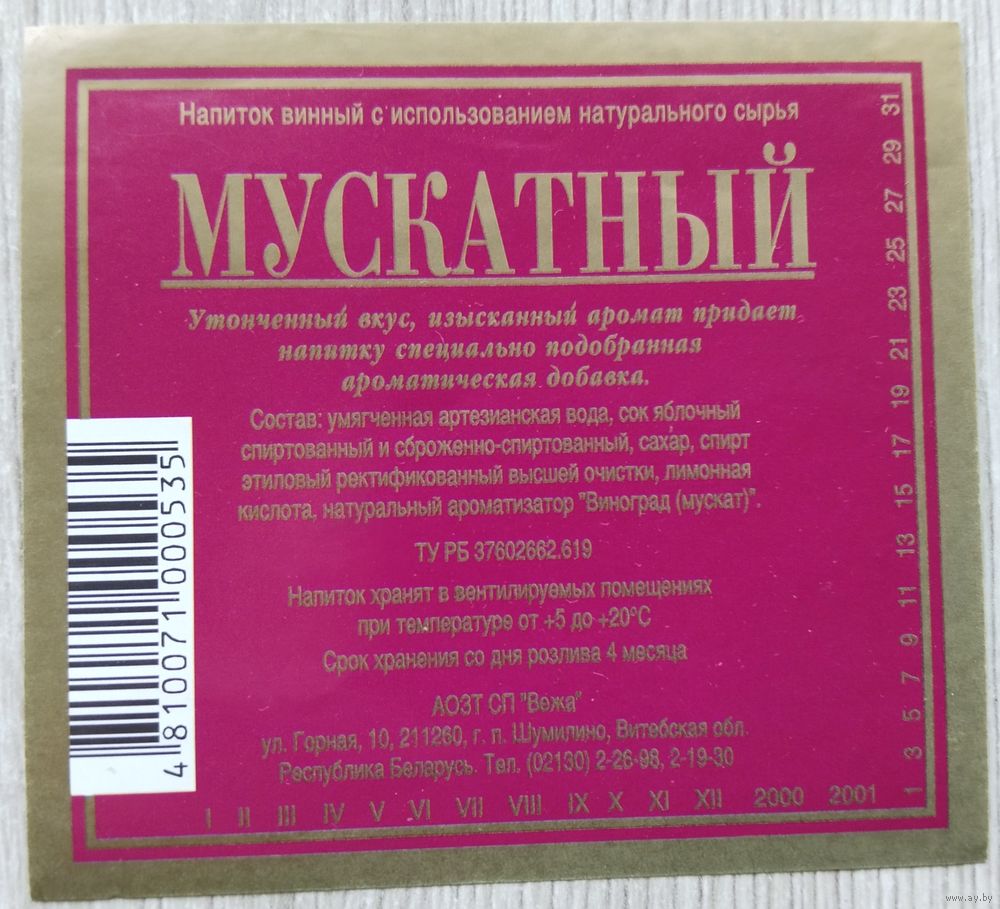 Напиток винный с использованием натурального сырья
МУСКАТНЫЙ
Утонченный вкус, изысканный аромат придает
напитку специально подобранная
ароматическая добавка.
Состав: умягченная артезианская вода, сок яблочный
спиртованный и сброженно-спиртованный, сахар, спирт
этиловый ректификованный высшей очистки, лимонная
кислота, натуральный ароматизатор "Виноград (мускат)".
ТУ РБ 37602662.619
Напиток хранят в вентилируемых помещениях
при температуре от +5 до +20°С
Срок хранения со дня розлива 4 месяца
АОЗТ СП "Вежа"
ул. Горная, 10, 211260, г. п. Шумилино, Витебская обл.
Республика Беларусь. Тел. (02130) 2-26-98, 2-19-30
I II III IV V VI VII VIII IX X XI XII 2000 2001
1 3 5 7 9 11 13 15 17 19 21 23 25 27 29 31
4 810071 000535
www.ay.by